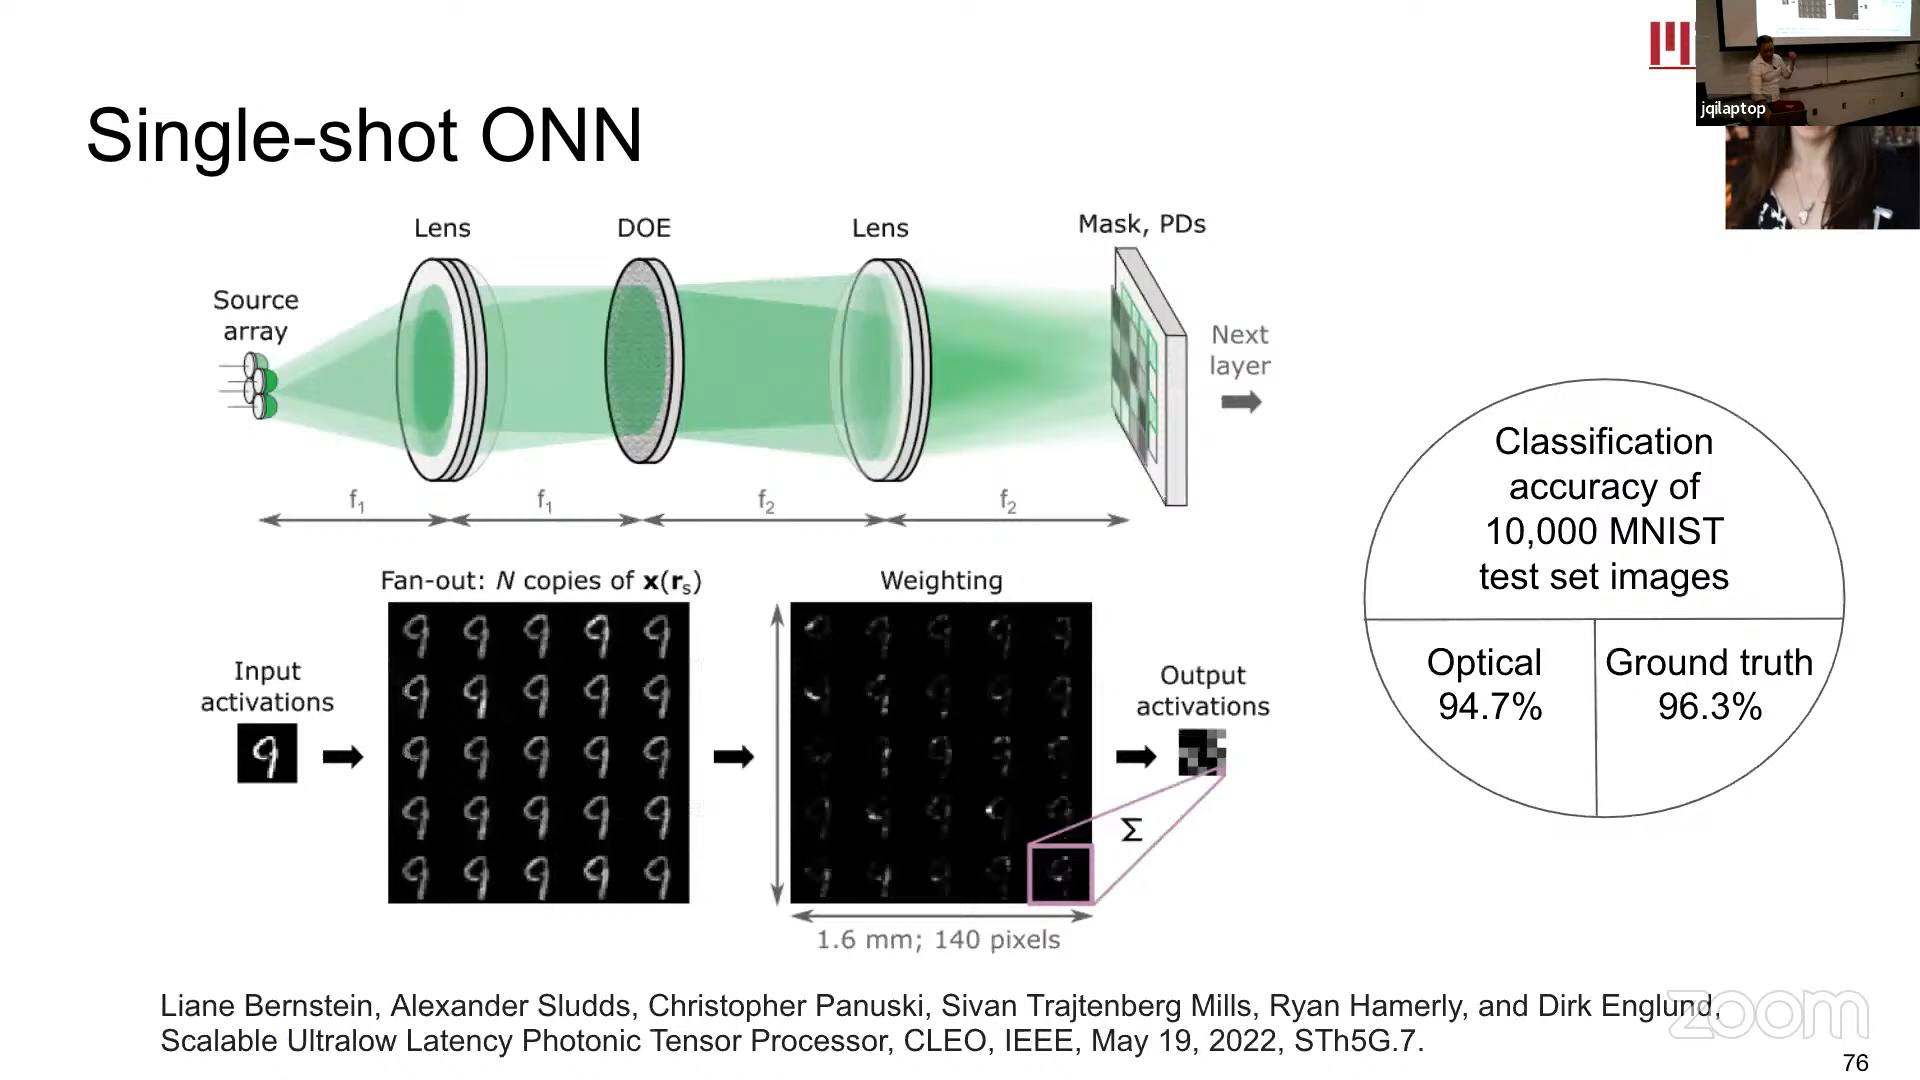 jqilaptop
Single-shot ONN
Lens
DOE
Lens
Mask, PDs
Source
array
Next
layer
f1
f1
f2
f2
Classification
accuracy of
10,000 MNIST
test set images
Optical
94.7%
Ground truth
96.3%
Fan-out: N copies of x(rs)
Weighting
Input
activations
Output
activations
Σ
1.6 mm; 140 pixels
Liane Bernstein, Alexander Sludds, Christopher Panuski, Sivan Trajtenberg Mills, Ryan Hamerly, and Dirk Englund,
Scalable Ultralow Latency Photonic Tensor Processor, CLEO, IEEE, May 19, 2022, STh5G.7.
zoom
76